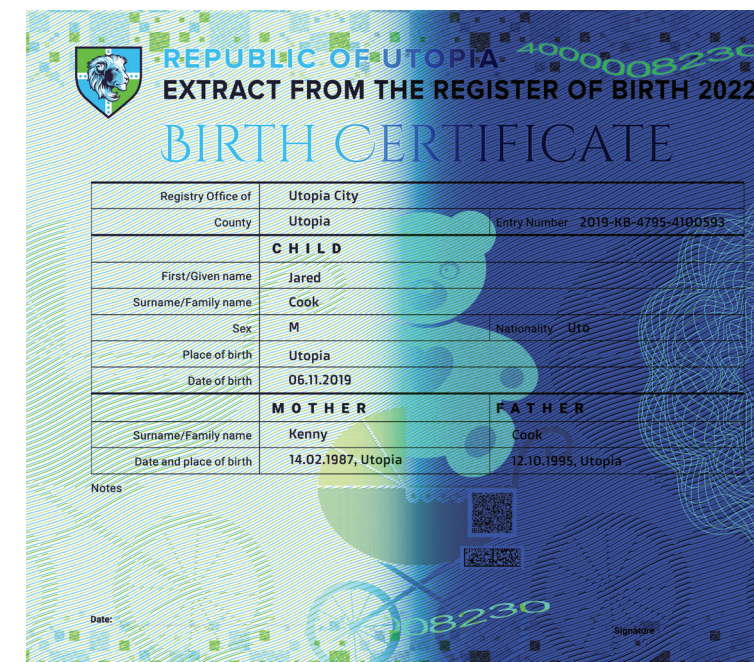 REPUBLIC OF UTOPIA
4000008230
EXTRACT FROM THE REGISTER OF BIRTH 2022
BIRTH CERTIFICATE
Registry Office of Utopia City
County Utopia Entry Number 2019-KB-4795-4100593
CHILD
First/Given name Jared
Surname/Family name Cook
Sex M Nationality Uto
Place of birth Utopia
Date of birth 06.11.2019
MOTHER FATHER
Surname/Family name Kenny Cook
Date and place of birth 14.02.1987, Utopia 12.10.1995, Utopia
Notes
08230
Date: Signature